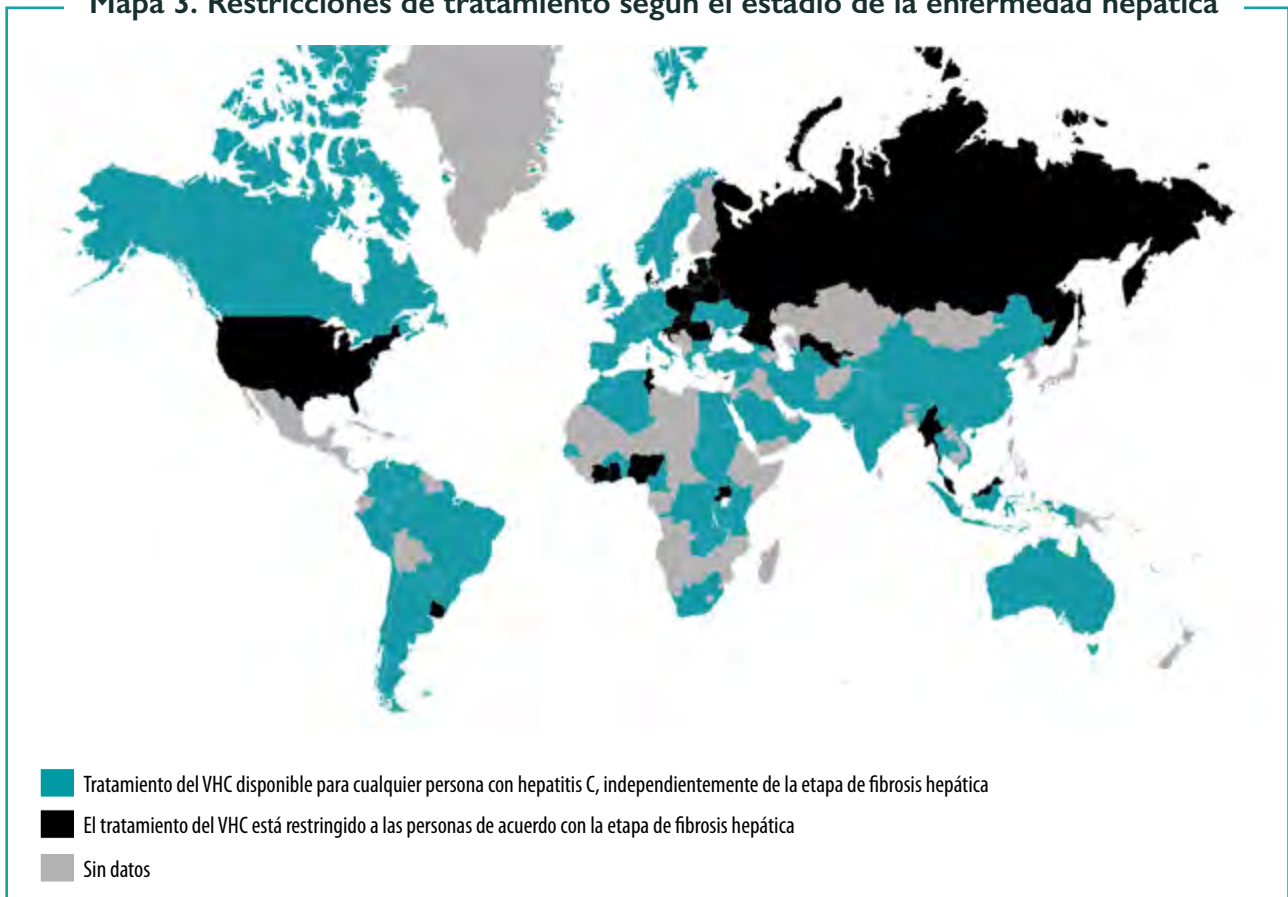 Mapa 3. Restricciones de tratamiento según el estadio de la enfermedad hepática
Tratamiento del VHC disponible para cualquier persona con hepatitis C, independientemente de la etapa de fibrosis hepática
El tratamiento del VHC está restringido a las personas de acuerdo con la etapa de fibrosis hepática
Sin datos